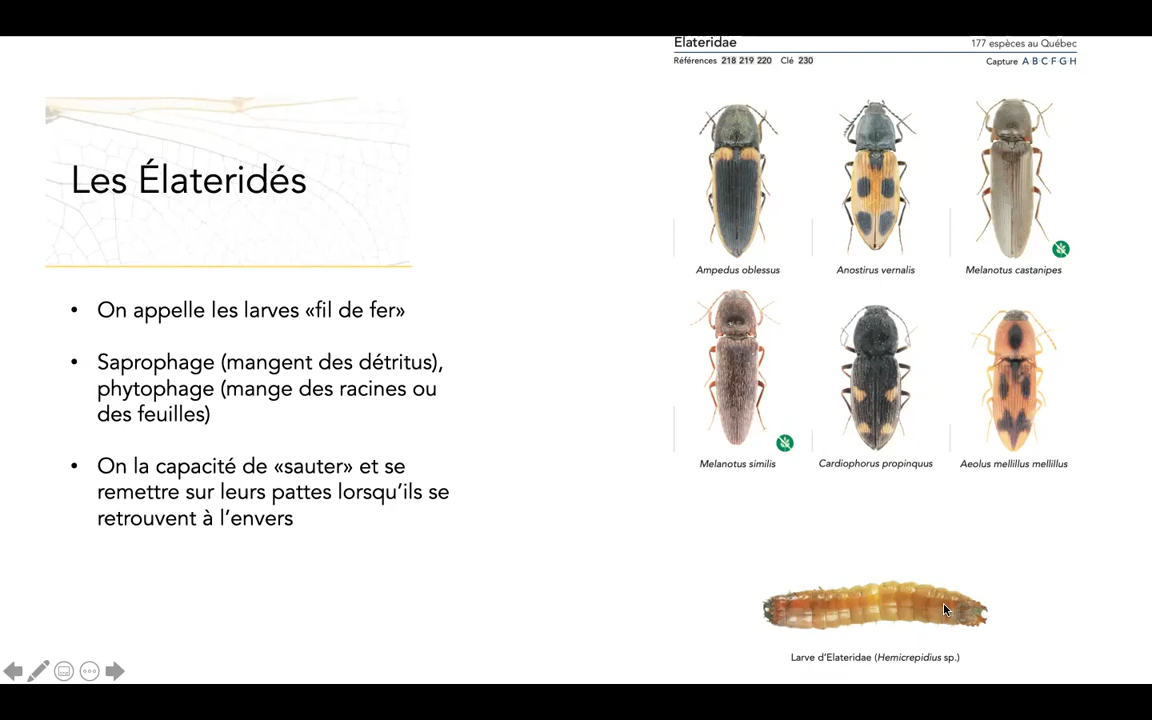 Les Élateridés
• On appelle les larves «fil de fer»
• Saprophage (mangent des détritus),
phytophage (mange des racines ou
des feuilles)
• On la capacité de «sauter» et se
remettre sur leurs pattes lorsqu’ils se
retrouvent à l’envers
Elateridae
177 espèces au Québec
Références 218 219 220 Clé 230
Capture A B C F G H
Ampedus oblessus
Anostirus vernalis
Melanotus castanipes
Melanotus similis
Cardiophorus propinquus
Aeolus mellillus mellillus
Larve d’Elateridae (Hemicrepidius sp.)